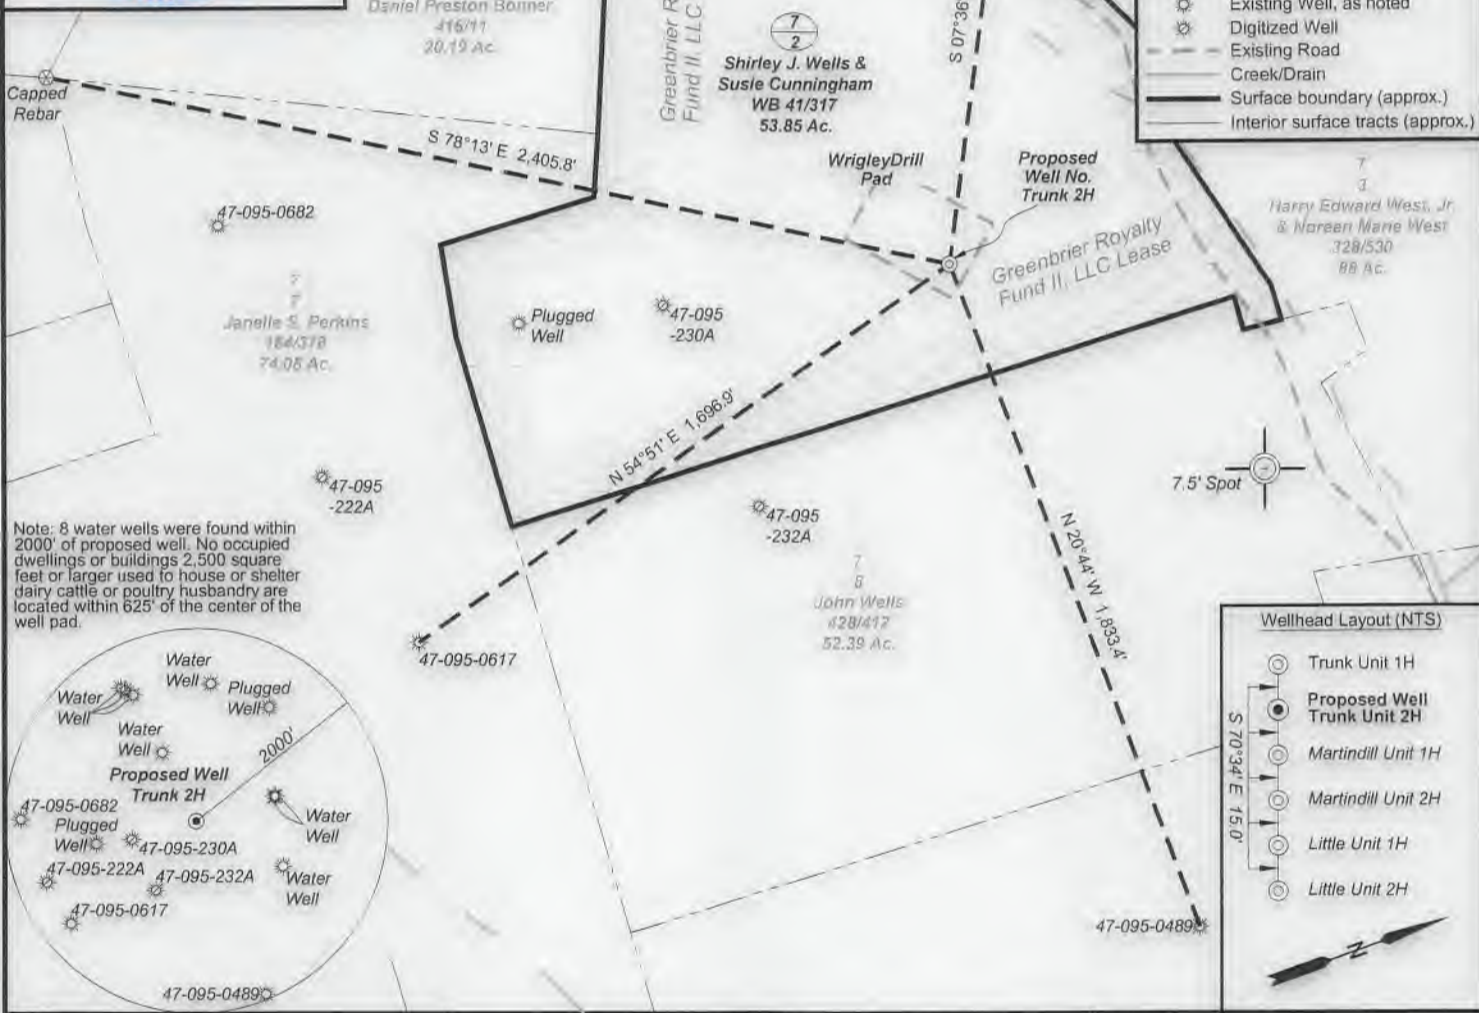 Daniel Preston Bonner
416/11
20.19 Ac.
Greenbrier R
Fund II, LLC
7
2
Shirley J. Wells &
Susie Cunningham
WB 41/317
53.85 Ac.
S 07°36'
Existing Well, as noted
Digitized Well
Existing Road
Creek/Drain
Surface boundary (approx.)
Interior surface tracts (approx.)
Capped
Rebar
S 78°13' E 2,405.8'
WrigleyDrill
Pad
Proposed
Well No.
Trunk 2H
7
3
Harry Edward West, Jr.
& Noreen Marie West
328/530
88 Ac.
47-095-0682
Greenbrier Royalty
Fund II, LLC Lease
Janelle S. Perkins
184/378
74.05 Ac.
Plugged
Well
47-095
-230A
N 54°51' E 1,696.9'
7.5' Spot
47-095
-222A
47-095
-232A
N 20°44' W 1,833.4'
7
8
John Wells
428/417
52.39 Ac.
Note: 8 water wells were found within
2000' of proposed well. No occupied
dwellings or buildings 2,500 square
feet or larger used to house or shelter
dairy cattle or poultry husbandry are
located within 625' of the center of the
well pad.
47-095-0617
Water
Well
Plugged
Well
Water
Well
Water
Well
2000'
Proposed Well
Trunk 2H
47-095-0682
Plugged
Well
47-095-230A
Water
Well
47-095-222A
47-095-232A
Water
Well
47-095-0617
47-095-0489
47-095-0489
Wellhead Layout (NTS)
Trunk Unit 1H
Proposed Well
Trunk Unit 2H
Martindill Unit 1H
Martindill Unit 2H
Little Unit 1H
Little Unit 2H
S 70°34' E 15.0'
N